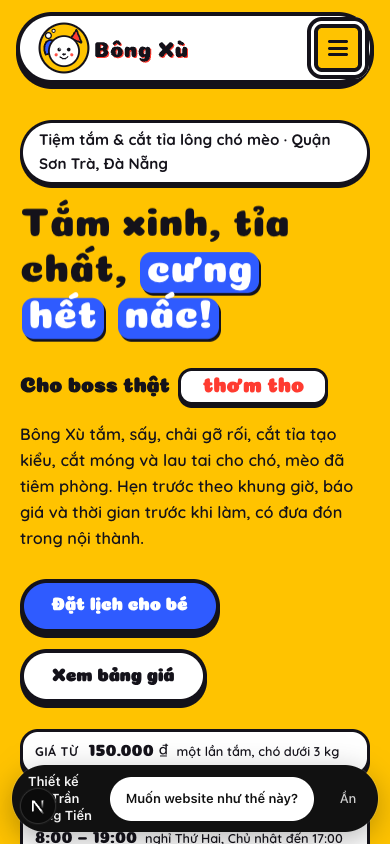 Bông Xù
Tiệm tắm & cắt tỉa lông chó mèo · Quận
Sơn Trà, Đà Nẵng
Tắm xinh, tỉa
chất, cưng
hết nấc!
Cho boss thật thơm tho
Bông Xù tắm, sấy, chải gỡ rối, cắt tỉa tạo
kiểu, cắt móng và lau tai cho chó, mèo đã
tiêm phòng. Hẹn trước theo khung giờ, báo
giá và thời gian trước khi làm, có đưa đón
trong nội thành.
Đặt lịch cho bé
Xem bảng giá
GIÁ TỪ 150.000 ₫ một lần tắm, chó dưới 3 kg
Thiết kế
Trần
Tiến
N
Muốn website như thế này?
Ẩn
8:00 – 19:00 nghỉ Thứ Hai, Chủ nhật đến 17:00